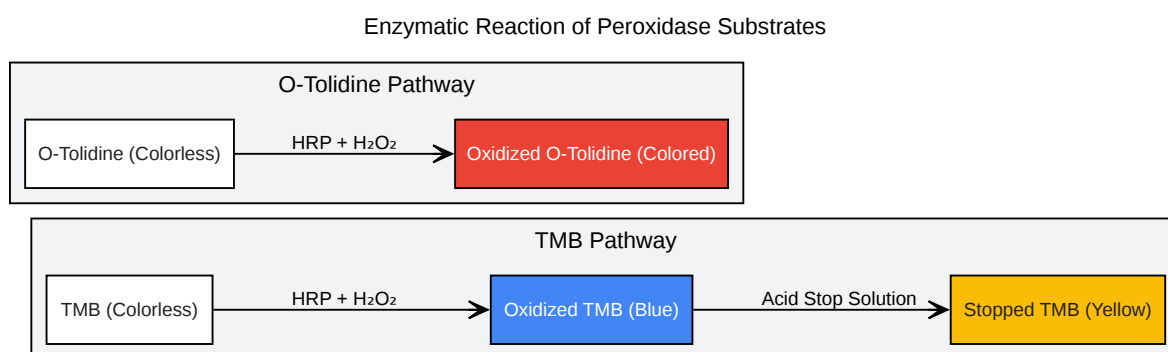 Enzymatic Reaction of Peroxidase Substrates
O-Tolidine Pathway
O-Tolidine (Colorless)
HRP + H₂O₂
Oxidized O-Tolidine (Colored)
TMB Pathway
TMB (Colorless)
HRP + H₂O₂
Oxidized TMB (Blue)
Acid Stop Solution
Stopped TMB (Yellow)